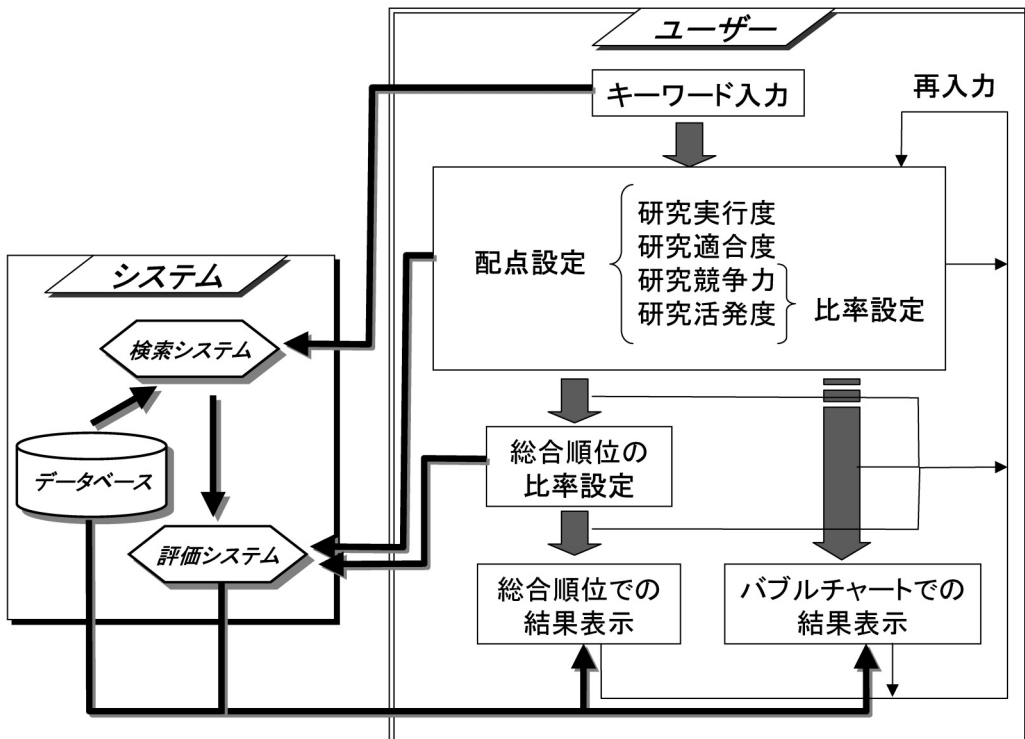 ユーザー
キーワード入力
再入力
配点設定
研究実行度
研究適合度
研究競争力
研究活発度
比率設定
システム
検索システム
データベース
評価システム
総合順位の
比率設定
総合順位での
結果表示
バブルチャートでの
結果表示